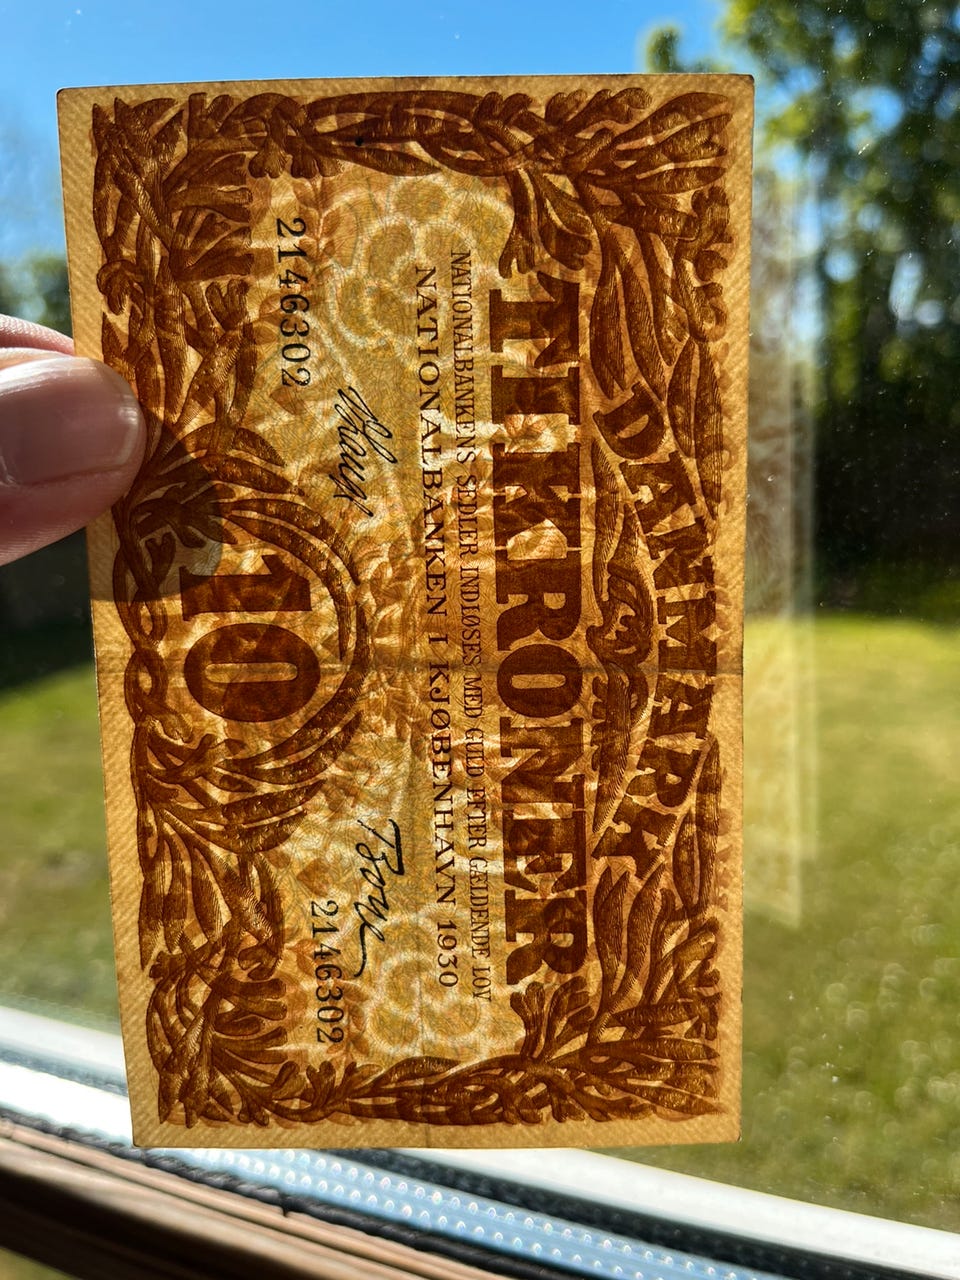 DANMARK
TI KRONER
NATIONALBANKENS SEDLER INDLØSES MED GULD EFTER GÆLDENDE LOV
NATIONALBANKEN I KJØBENHAVN 1930
2146302
2146302
10